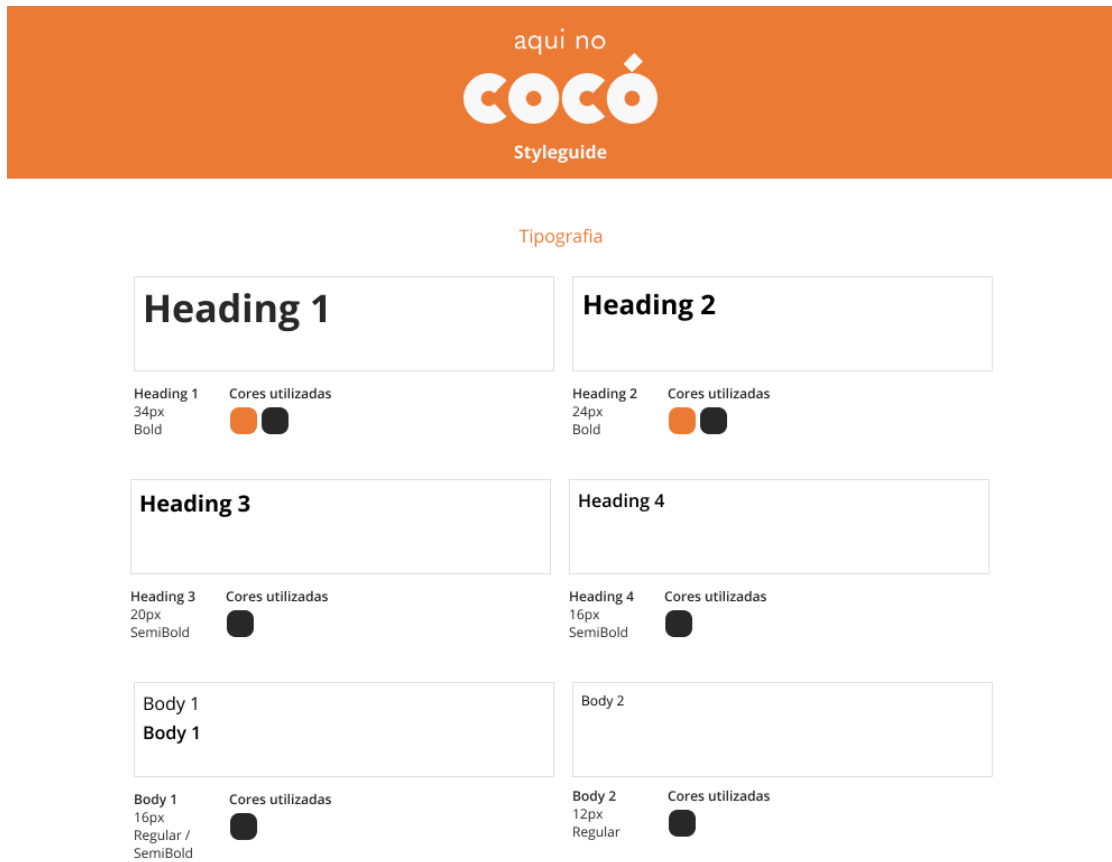 aqui no
cocó
Styleguide
Tipografia
Heading 1
Heading 2
Heading 1
34px
Bold
Cores utilizadas
Heading 2
24px
Bold
Cores utilizadas
Heading 3
Heading 4
Heading 3
20px
SemiBold
Cores utilizadas
Heading 4
16px
SemiBold
Cores utilizadas
Body 1
Body 1
Body 2
Body 1
16px
Regular /
SemiBold
Cores utilizadas
Body 2
12px
Regular
Cores utilizadas